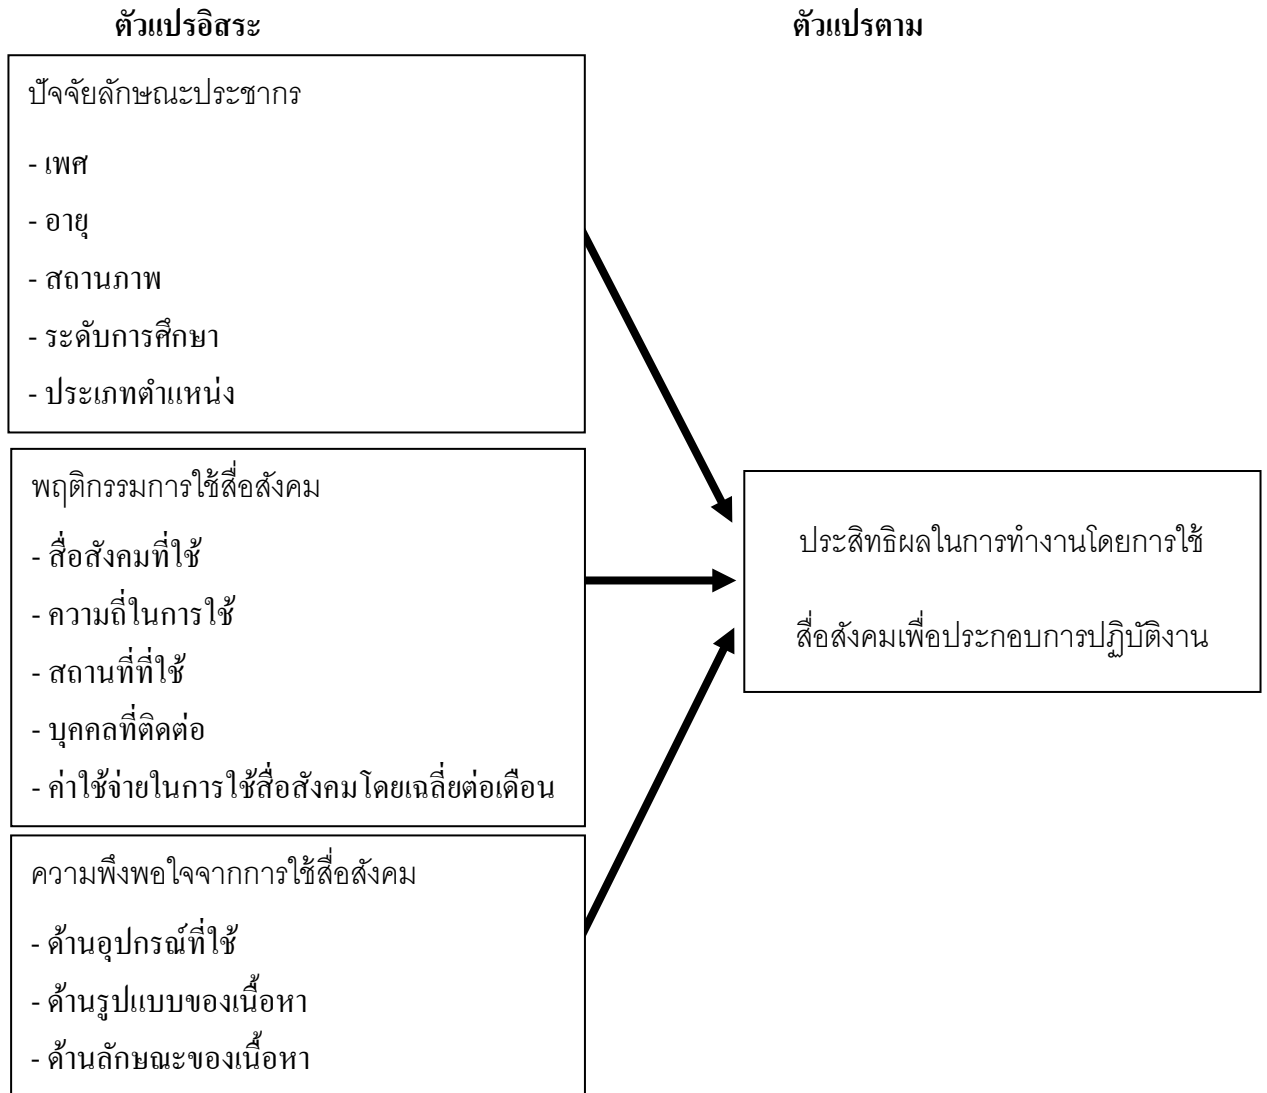 ตัวแปรอิสระ
ตัวแปรตาม
ปัจจัยลักษณะประชากร
- เพศ
- อายุ
- สถานภาพ
- ระดับการศึกษา
- ประเภทตำแหน่ง
พฤติกรรมการใช้สื่อสังคม
- สื่อสังคมที่ใช้
- ความถี่ในการใช้
- สถานที่ที่ใช้
- บุคคลที่ติดต่อ
- ค่าใช้จ่ายในการใช้สื่อสังคมโดยเฉลี่ยต่อเดือน
ความพึงพอใจจากการใช้สื่อสังคม
- ด้านอุปกรณ์ที่ใช้
- ด้านรูปแบบของเนื้อหา
- ด้านลักษณะของเนื้อหา
ประสิทธิผลในการทำงานโดยการใช้
สื่อสังคมเพื่อประกอบการปฏิบัติงาน